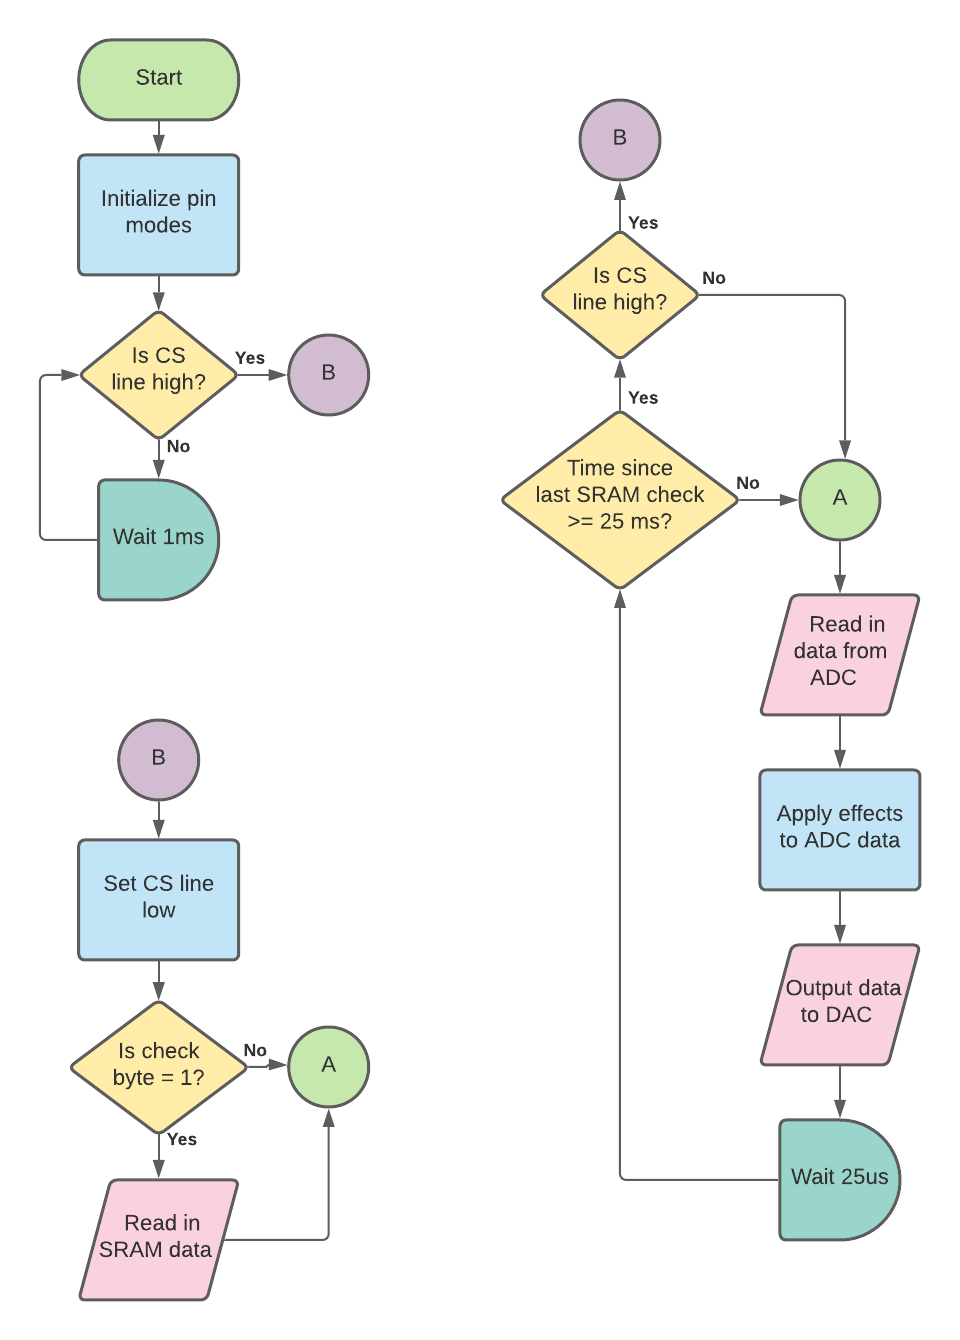 Start
Initialize pin
modes
Is CS
line high?
Yes
B
No
Wait 1ms
B
Set CS line
low
Is check
byte = 1?
No
A
Yes
Read in
SRAM data
B
Yes
Is CS
line high?
No
Yes
Time since
last SRAM check
>= 25 ms?
No
A
Read in
data from
ADC
Apply effects
to ADC data
Output data
to DAC
Wait 25us